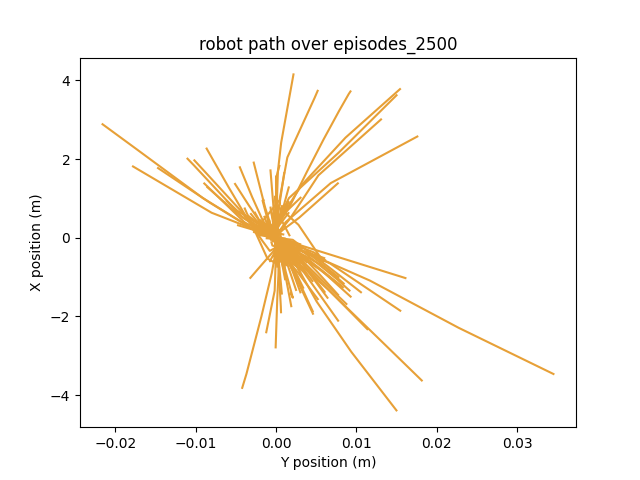 robot path over episodes_2500
X position (m)
4
2
0
−2
−4
−0.02 −0.01 0.00 0.01 0.02 0.03
Y position (m)